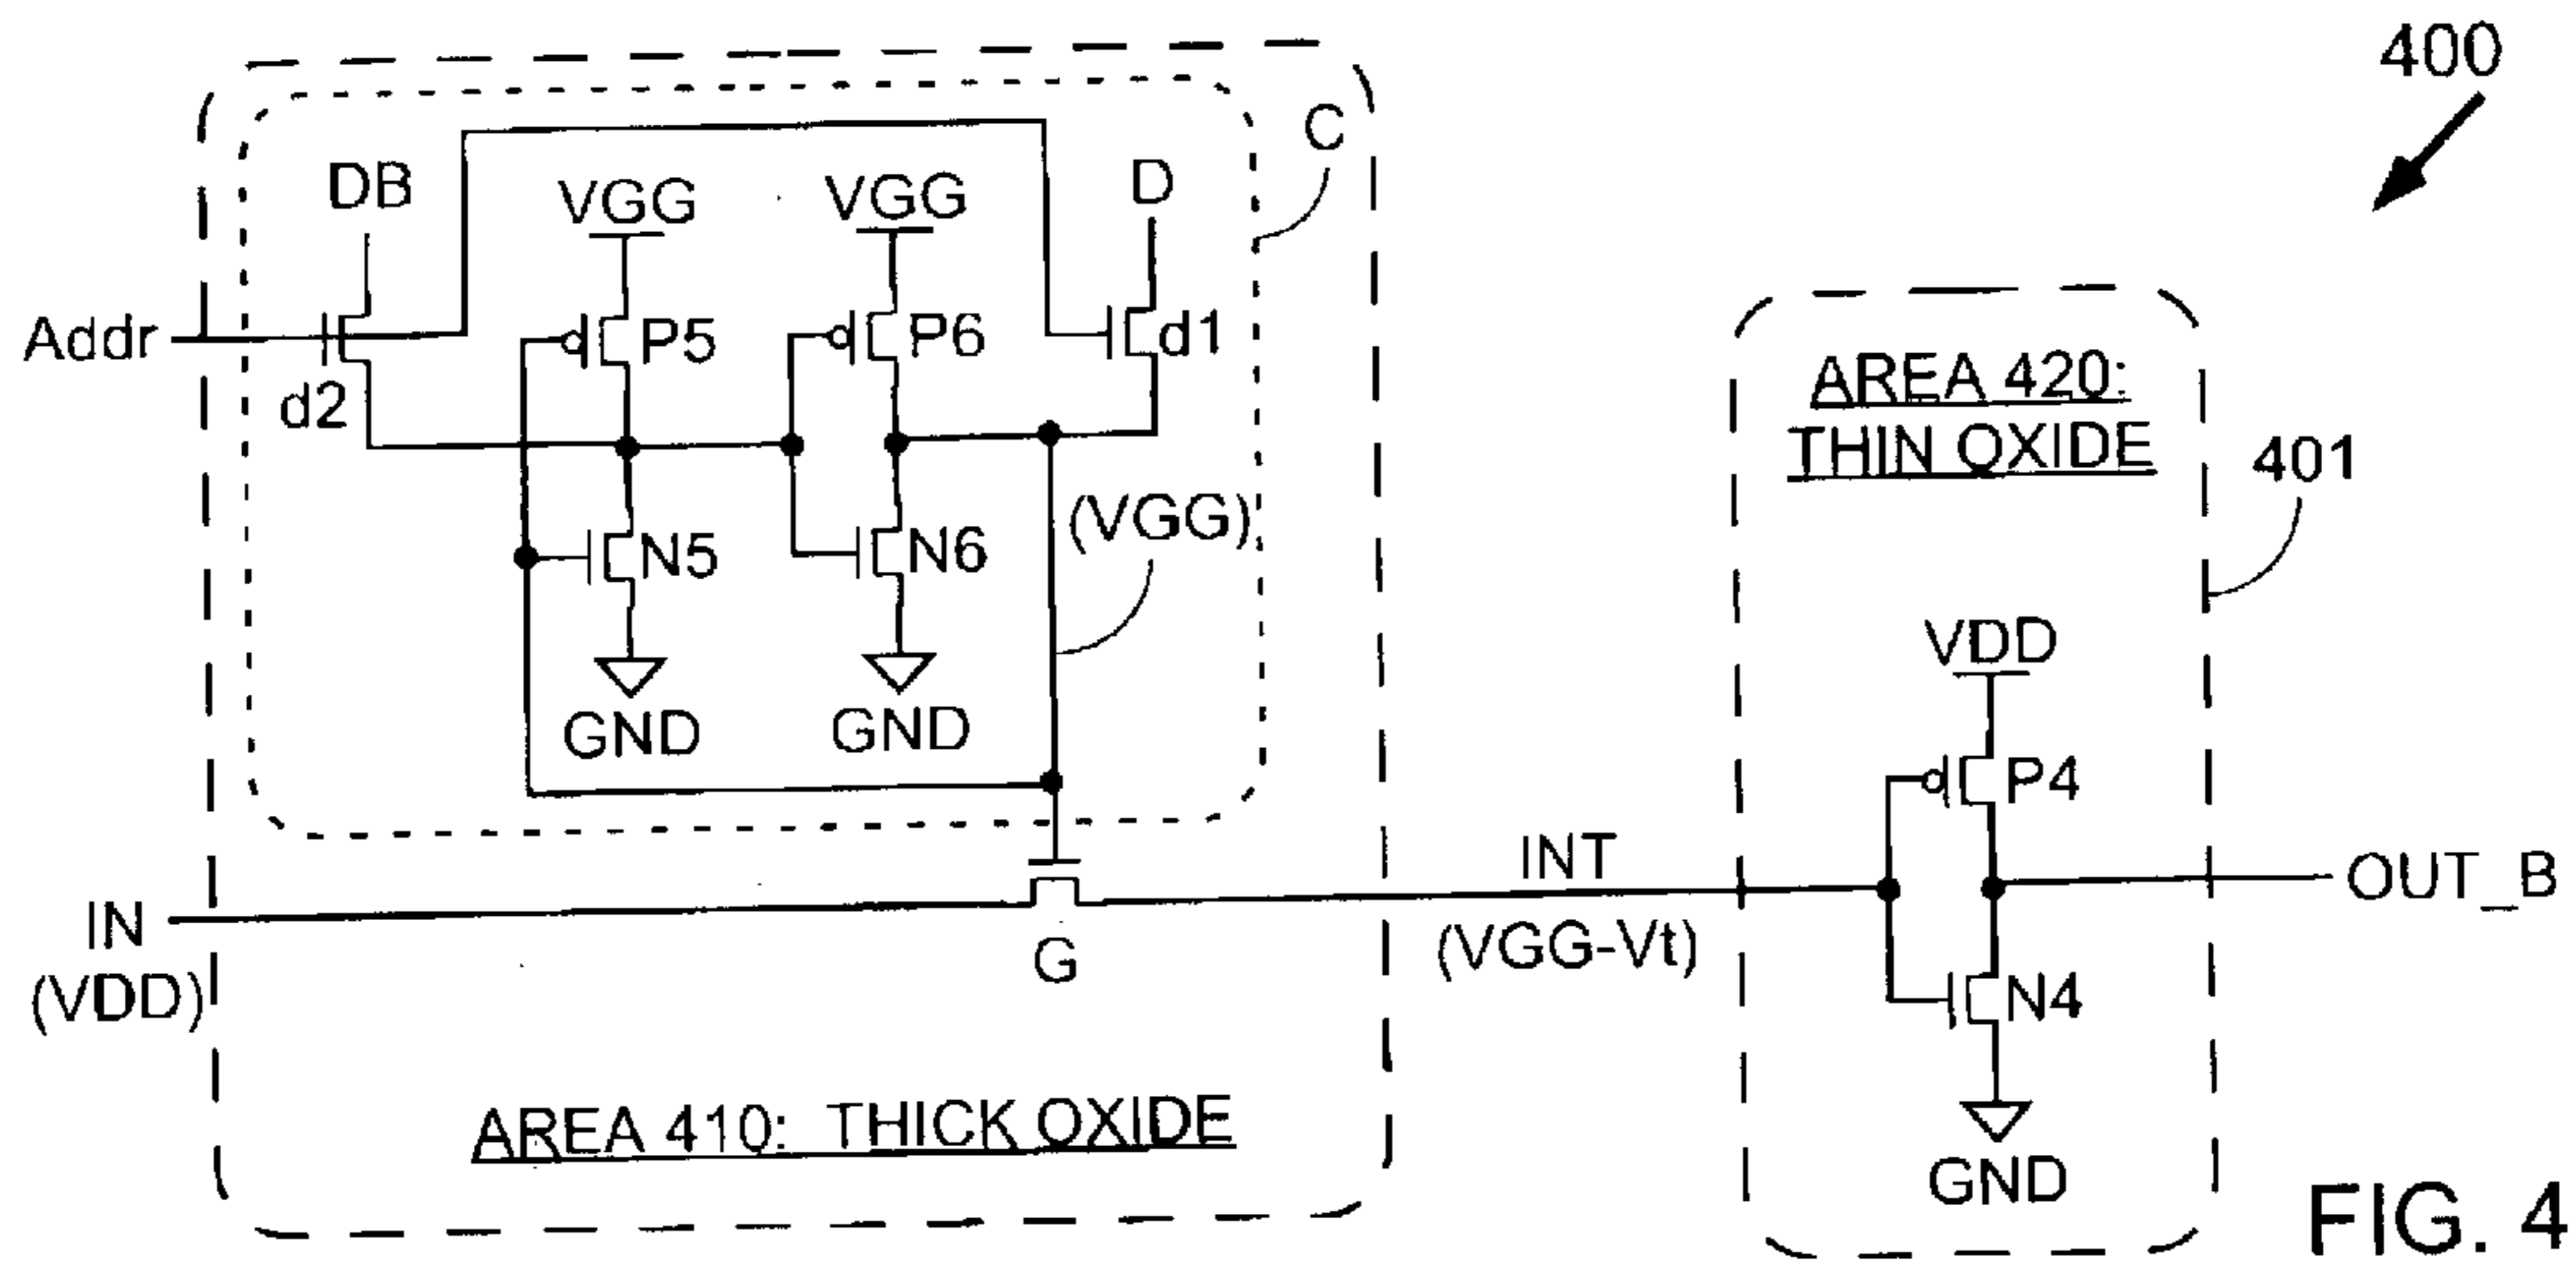 400
C
DB
VGG
VGG
D
Addr
d2
P5
P6
d1
AREA 420:
THIN OXIDE
401
(VGG)
N5
N6
VDD
GND
GND
P4
INT
OUT_B
IN
(VDD)
G
(VGG-Vt)
N4
AREA 410: THICK OXIDE
GND
FIG. 4